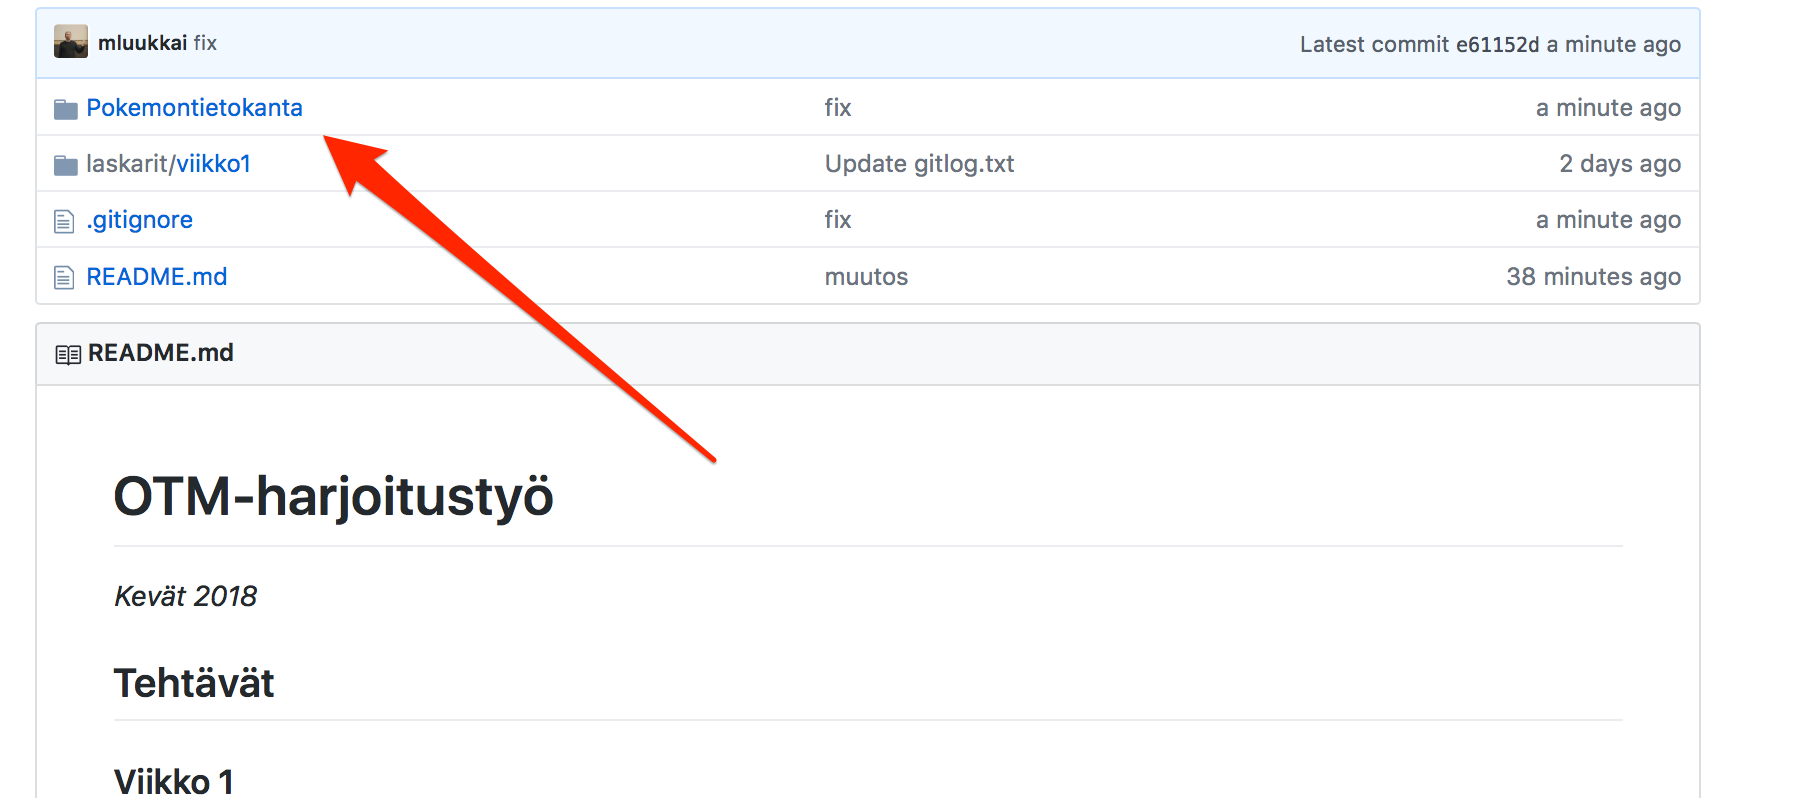 mluukkai fix Latest commit e61152d a minute ago
Pokemontietokanta fix a minute ago
laskarit/viikko1 Update gitlog.txt 2 days ago
.gitignore fix a minute ago
README.md muutos 38 minutes ago
README.md
OTM-harjoitustyö
Kevät 2018
Tehtävät
Viikko 1